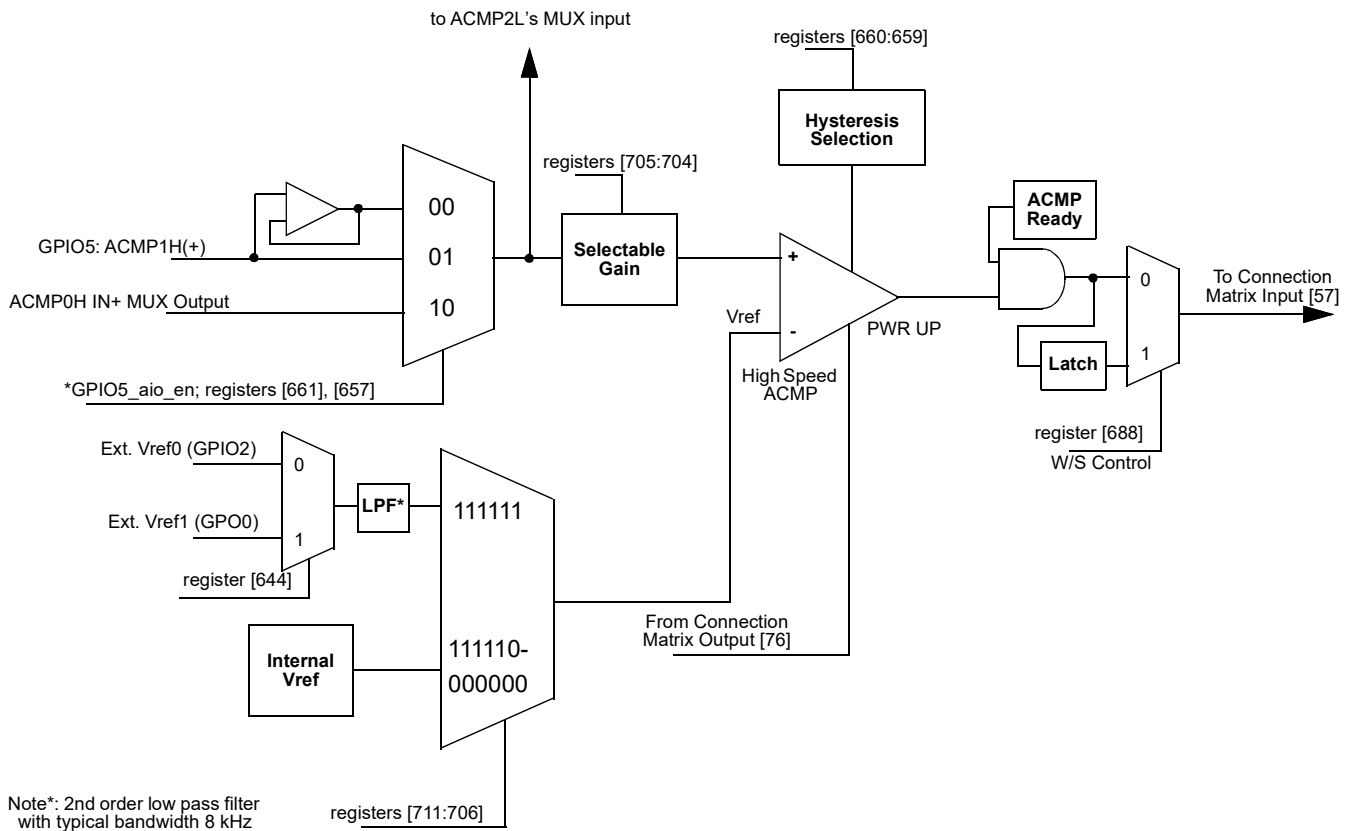 to ACMP2L's MUX input
registers [660:659]
Hysteresis
Selection
registers [705:704]
ACMP
Ready
00
GPIO5: ACMP1H(+)
01
Selectable
Gain
+
0
To Connection
Matrix Input [57]
ACMP0H IN+ MUX Output
10
Vref
-
PWR UP
1
Latch
High Speed
ACMP
*GPIO5_aio_en; registers [661], [657]
register [688]
W/S Control
Ext. Vref0 (GPIO2)
0
LPF*
111111
Ext. Vref1 (GPO0)
1
register [644]
From Connection
Matrix Output [76]
Internal
Vref
111110-
000000
Note*: 2nd order low pass filter
with typical bandwidth 8 kHz
registers [711:706]